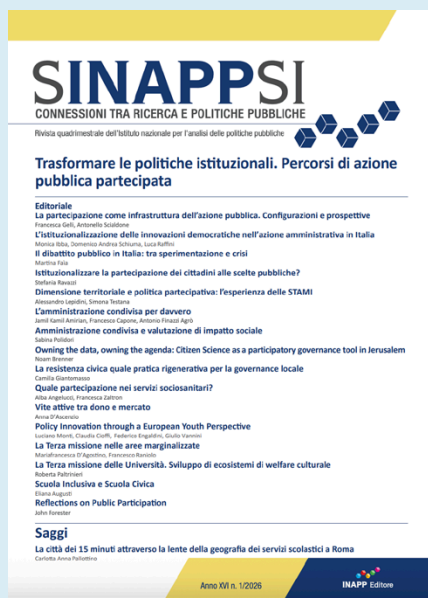 SINAPPSI
CONNESSIONI TRA RICERCA E POLITICHE PUBBLICHE
Rivista quadrimestrale dell'Istituto nazionale per l'analisi delle politiche pubbliche
Trasformare le politiche istituzionali. Percorsi di azione
pubblica partecipata
Editoriale
La partecipazione come infrastruttura dell'azione pubblica. Configurazioni e prospettive
Francesca Gelli, Antonello Scialdone
L'istituzionalizzazione delle innovazioni democratiche nell'azione amministrativa in Italia
Monica Ibba, Domenico Andrea Schiuma, Luca Raffini
Il dibattito pubblico in Italia: tra sperimentazione e crisi
Martina Faia
Istituzionalizzare la partecipazione dei cittadini alle scelte pubbliche?
Stefania Ravazzi
Dimensione territoriale e politica partecipativa: l'esperienza delle STAMI
Alessandro Lepidini, Simona Testana
L'amministrazione condivisa per davvero
Jamil Kamil Amirian, Francesco Capone, Antonio Finazzi Agrò
Amministrazione condivisa e valutazione di impatto sociale
Sabina Polidori
Owning the data, owning the agenda: Citizen Science as a participatory governance tool in Jerusalem
Noam Brenner
La resistenza civica quale pratica rigenerativa per la governance locale
Camilla Giantomasso
Quale partecipazione nei servizi sociosanitari?
Alba Angelucci, Francesca Zaltron
Vite attive tra dono e mercato
Anna D'Ascenzio
Policy Innovation through a European Youth Perspective
Luciano Monti, Claudia Cioffi, Federico Engaldini, Giulio Vannini
La Terza missione nelle aree marginalizzate
Mariafrancesca D'Agostino, Francesco Raniolo
La Terza missione delle Università. Sviluppo di ecosistemi di welfare culturale
Roberta Paltrinieri
Scuola Inclusiva e Scuola Civica
Eliana Augusti
Reflections on Public Participation
John Forester
Saggi
La città dei 15 minuti attraverso la lente della geografia dei servizi scolastici a Roma
Carlotta Anna Pallottino
Anno XVI n. 1/2026
INAPP Editore